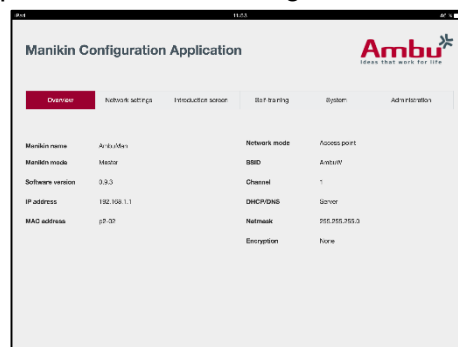 iPad 11.53
Manikin Configuration Application
Ambu
Ideas that work for life
Overview Network settings Introduction screen Self-training System Administration
Manikin name AmbuMan Network mode Access point
Manikin mode Master SSID AmbuW
Software version 3.9.3 Channel 1
IP address 192.168.1.1 DHCP/DNS Server
MAC address p2-02 Netmask 255.255.255.0
Encryption None